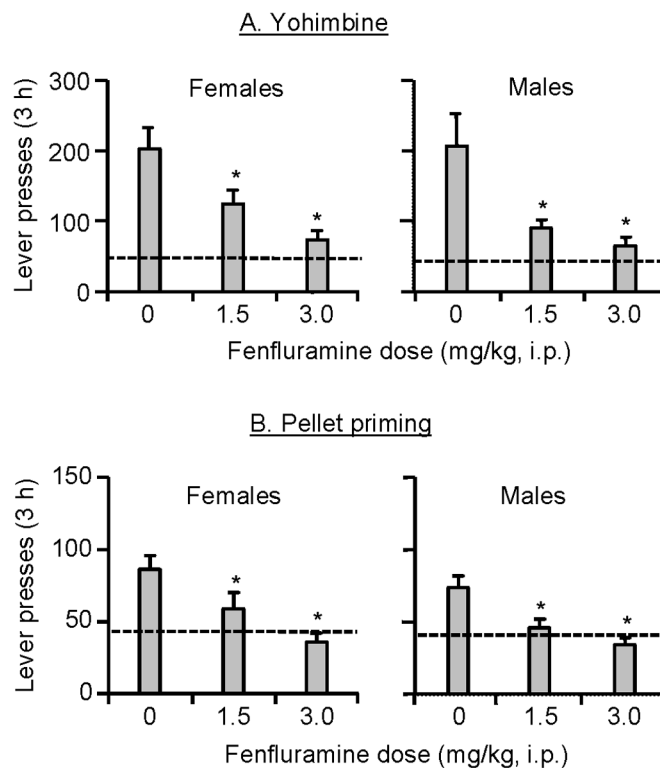 A. Yohimbine
Females
Males
Lever presses (3 h)
300
200
100
0
*
*
*
*
0 1.5 3.0
0 1.5 3.0
Fenfluramine dose (mg/kg, i.p.)
B. Pellet priming
Females
Males
Lever presses (3 h)
150
100
50
0
*
*
*
*
0 1.5 3.0
0 1.5 3.0
Fenfluramine dose (mg/kg, i.p.)